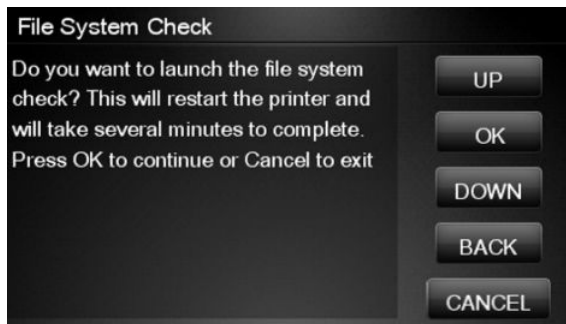 File System Check
Do you want to launch the file system
check? This will restart the printer and
will take several minutes to complete.
Press OK to continue or Cancel to exit
UP
OK
DOWN
BACK
CANCEL